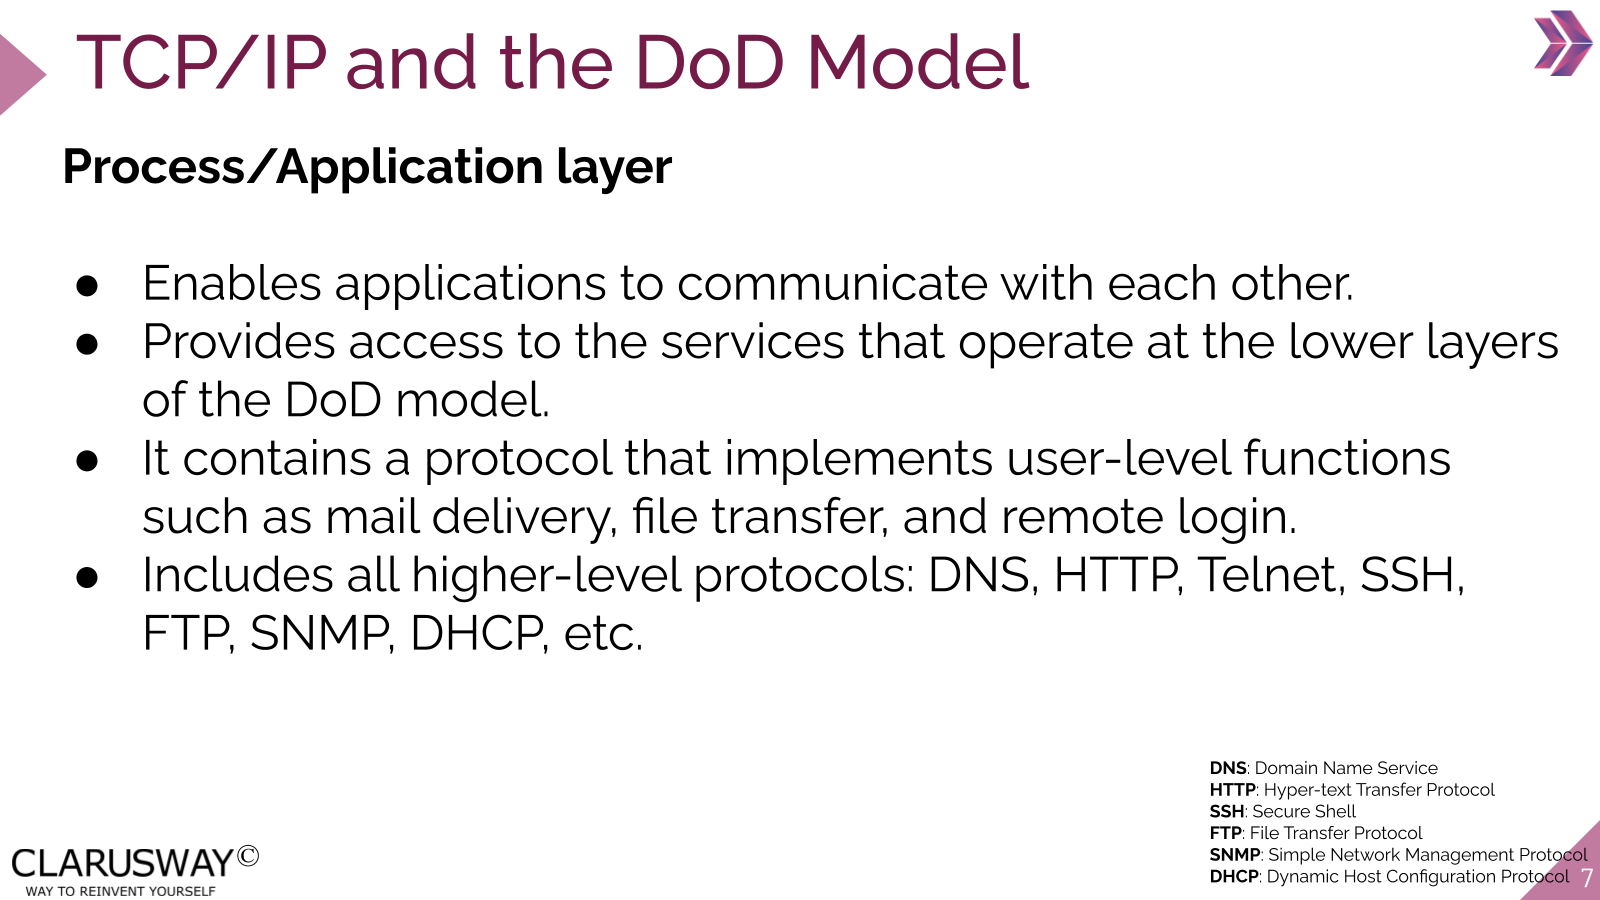 TCP/IP and the DoD Model
Process/Application layer
● Enables applications to communicate with each other.
● Provides access to the services that operate at the lower layers
of the DoD model.
● It contains a protocol that implements user-level functions
such as mail delivery, file transfer, and remote login.
● Includes all higher-level protocols: DNS, HTTP, Telnet, SSH,
FTP, SNMP, DHCP, etc.
DNS: Domain Name Service
HTTP: Hyper-text Transfer Protocol
SSH: Secure Shell
FTP: File Transfer Protocol
SNMP: Simple Network Management Protocol
DHCP: Dynamic Host Configuration Protocol
7
CLARUSWAY©
WAY TO REINVENT YOURSELF